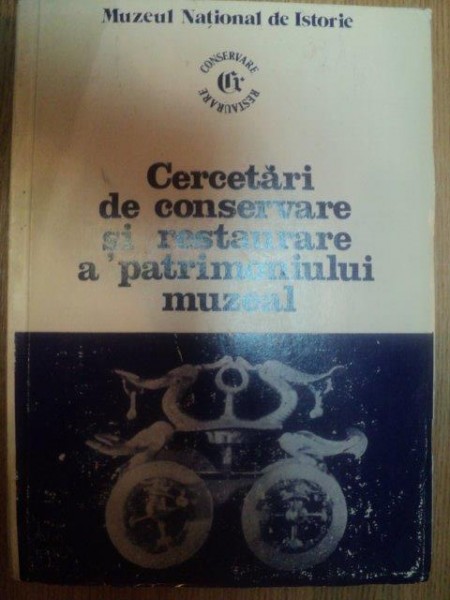 Muzeul Național de Istorie
CONSERVARE
Cr
RESTAURARE
Cercetări
de conservare
și restaurare
a patrimoniului
muzeal